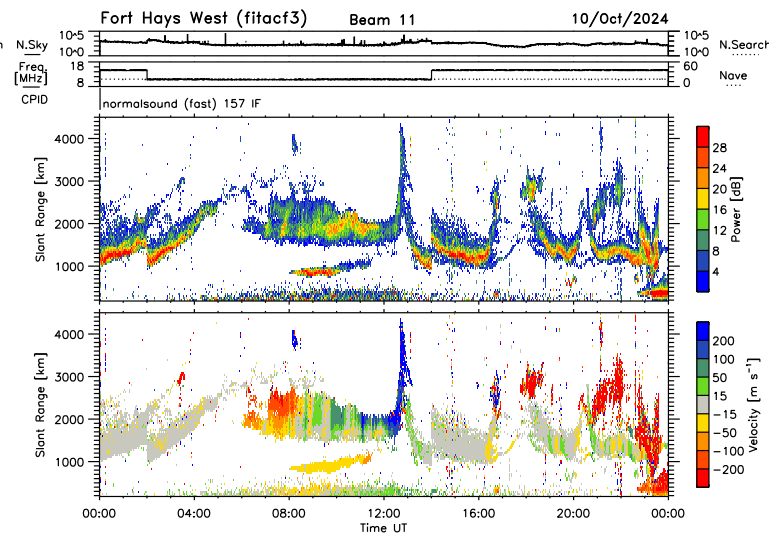 Fort Hays West (fitacf3) Beam 11 10/Oct/2024
n N.Sky 10^5 10^0 10^5 10^0 N.Search
Freq. [MHz] 18 8 60 0 Nave
CPID normalsound (fast) 157 IF
Slant Range [km] 4000 3000 2000 1000
Power [dB] 28 24 20 16 12 8 4
Slant Range [km] 4000 3000 2000 1000
Velocity [m s⁻¹] 200 100 50 15 -15 -50 -100 -200
00:00 04:00 08:00 12:00 16:00 20:00 00:00
Time UT